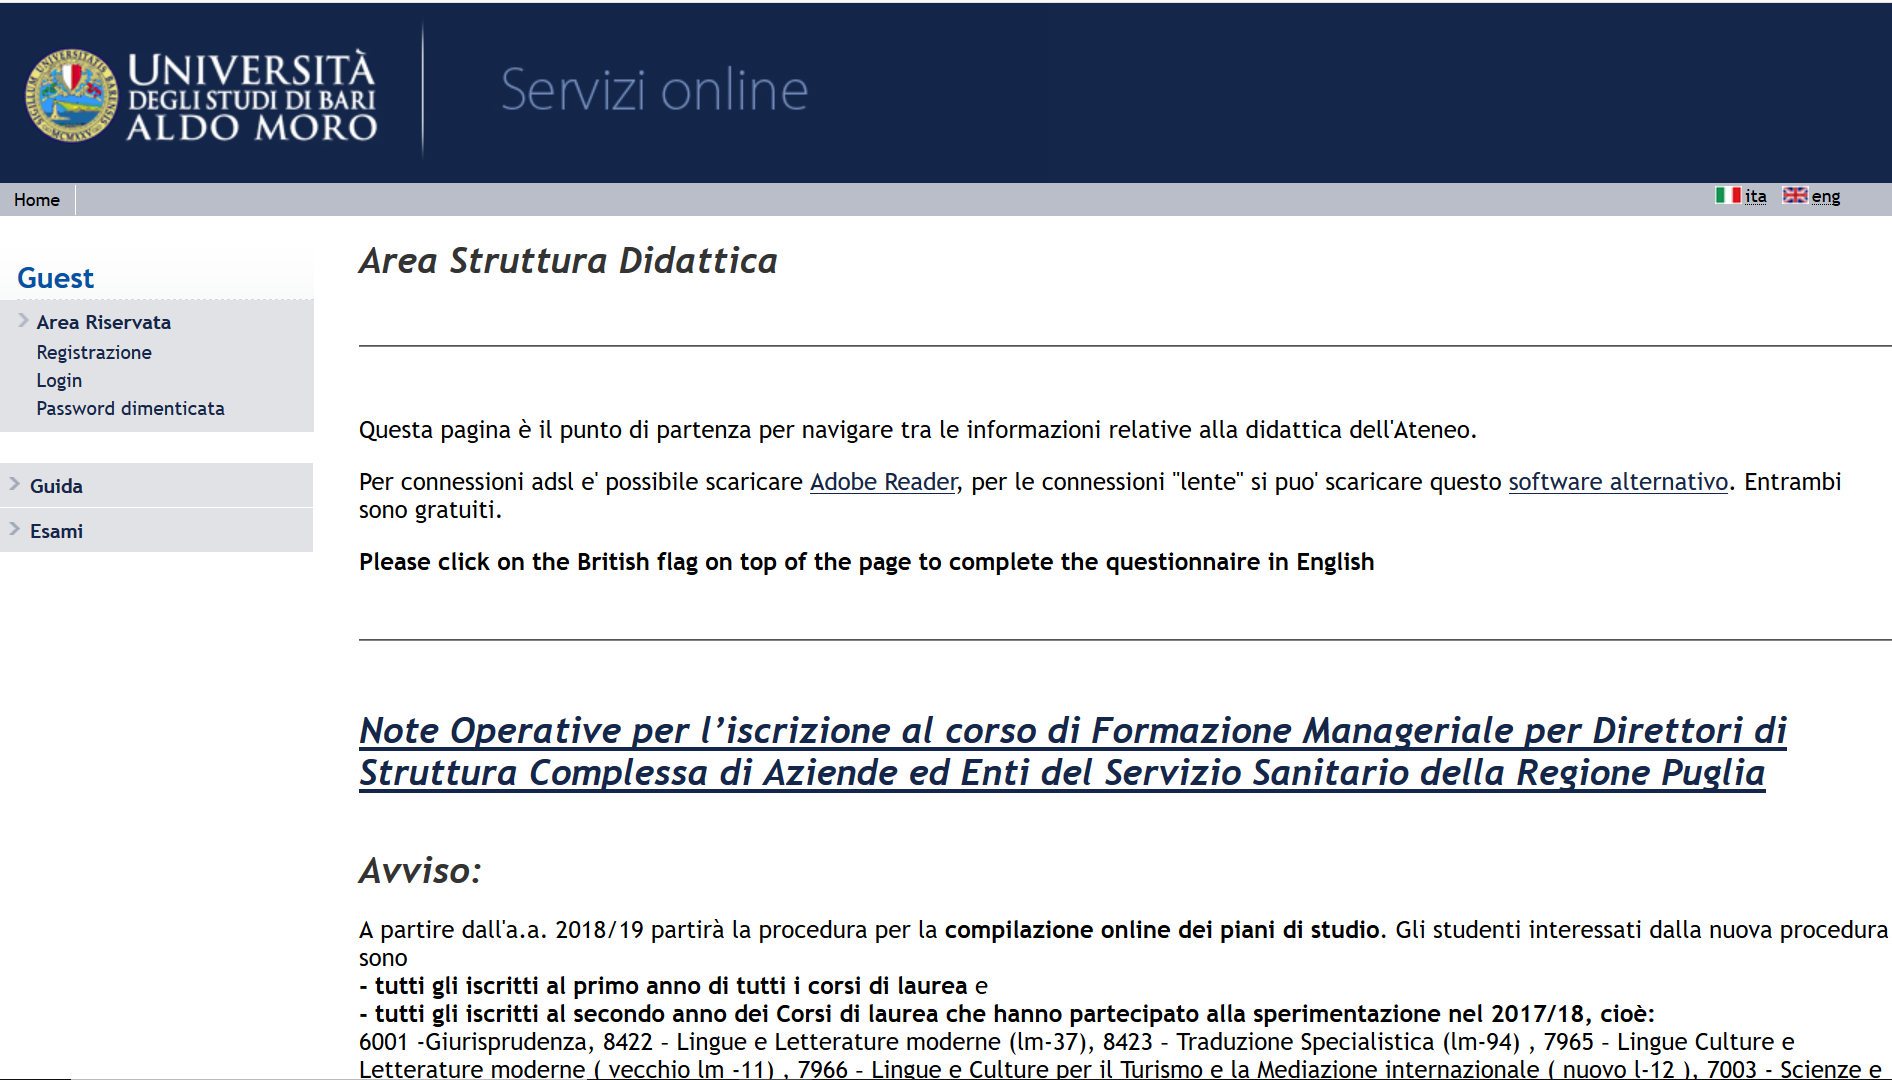 UNIVERSITÀ
DEGLI STUDI DI BARI
ALDO MORO
Servizi online
Home
ita
eng
Guest
Area Riservata
Registrazione
Login
Password dimenticata
Guida
Esami
Area Struttura Didattica
Questa pagina è il punto di partenza per navigare tra le informazioni relative alla didattica dell'Ateneo.
Per connessioni adsl e' possibile scaricare Adobe Reader, per le connessioni "lente" si puo' scaricare questo software alternativo. Entrambi
sono gratuiti.
Please click on the British flag on top of the page to complete the questionnaire in English
Note Operative per l’iscrizione al corso di Formazione Manageriale per Direttori di
Struttura Complessa di Aziende ed Enti del Servizio Sanitario della Regione Puglia
Avviso:
A partire dall'a.a. 2018/19 partirà la procedura per la compilazione online dei piani di studio. Gli studenti interessati dalla nuova procedura
sono
- tutti gli iscritti al primo anno di tutti i corsi di laurea e
- tutti gli iscritti al secondo anno dei Corsi di laurea che hanno partecipato alla sperimentazione nel 2017/18, cioè:
6001 -Giurisprudenza, 8422 – Lingue e Letterature moderne (lm-37), 8423 – Traduzione Specialistica (lm-94) , 7965 – Lingue Culture e
Letterature moderne ( vecchio lm -11) , 7966 – Lingue e Culture per il Turismo e la Mediazione internazionale ( nuovo l-12 ), 7003 - Scienze e